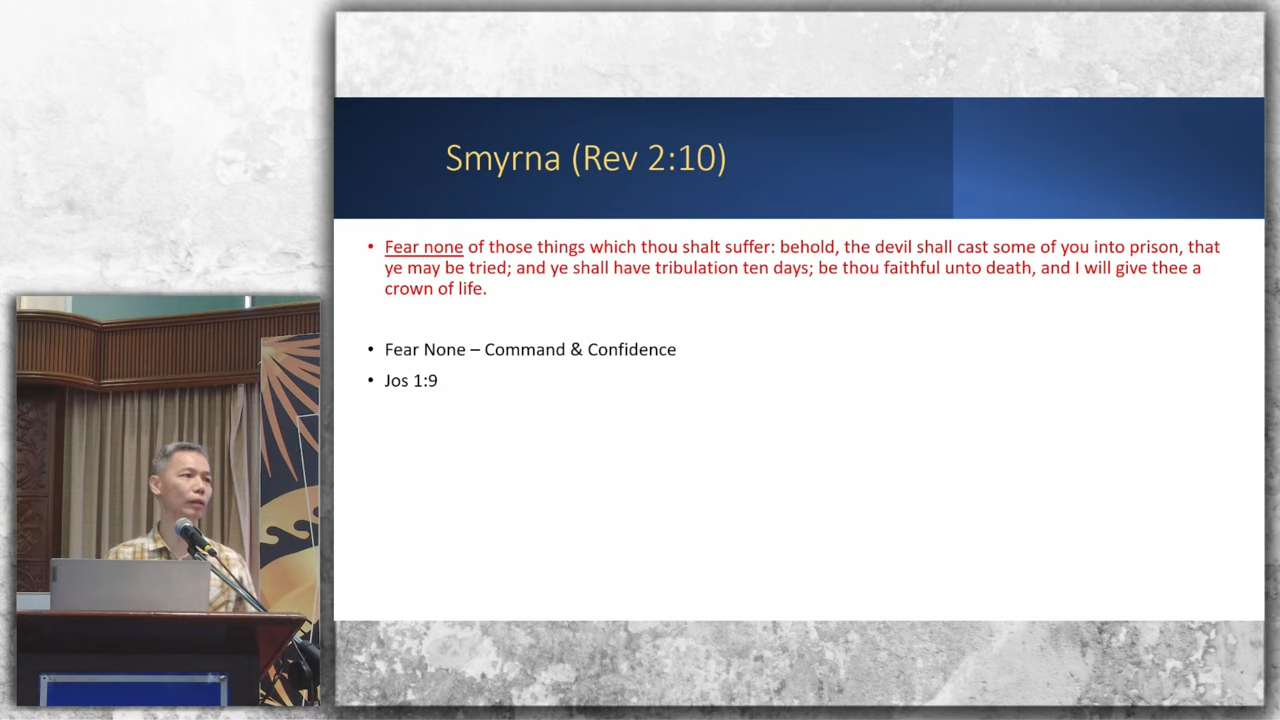 Smyrna (Rev 2:10)
• Fear none of those things which thou shalt suffer: behold, the devil shall cast some of you into prison, that
ye may be tried; and ye shall have tribulation ten days; be thou faithful unto death, and I will give thee a
crown of life.
• Fear None – Command & Confidence
• Jos 1:9